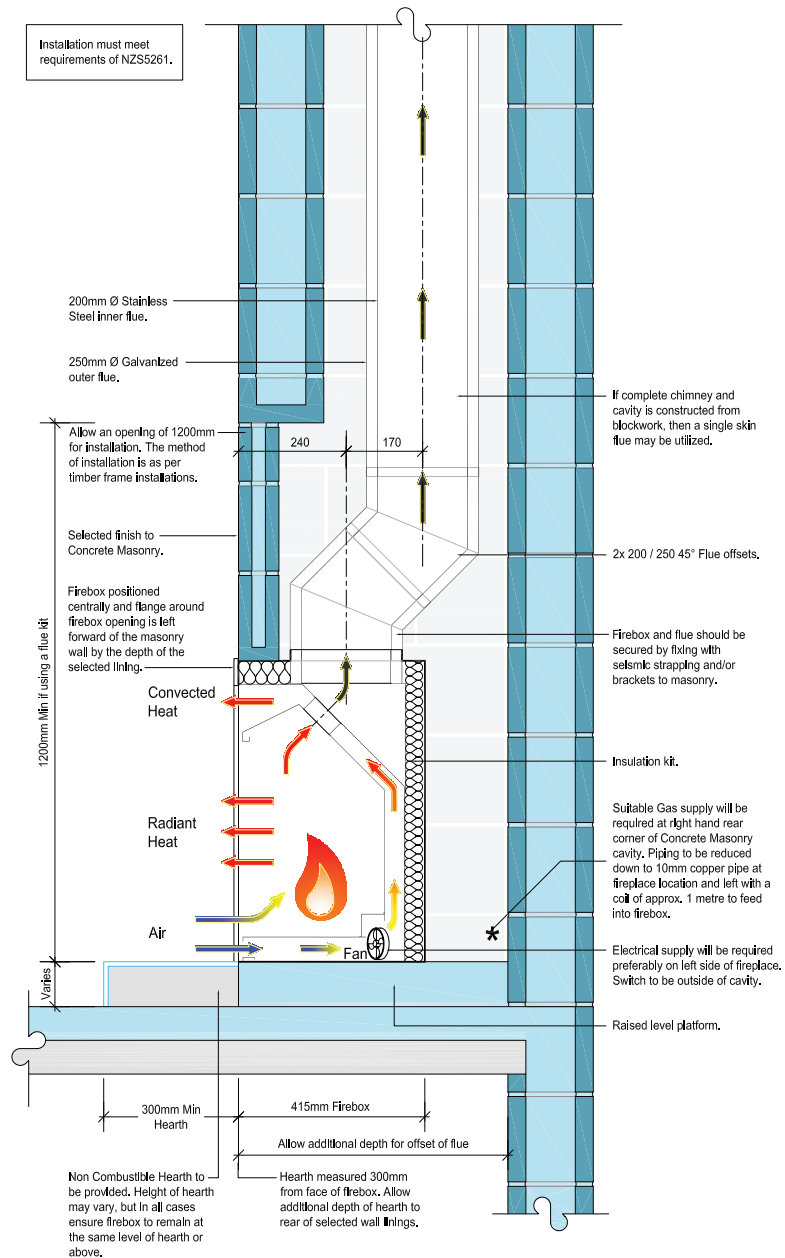 Installation must meet
requirements of NZS5261.
200mm Ø Stainless
Steel inner flue.
250mm Ø Galvanized
outer flue.
If complete chimney and
cavity is constructed from
blockwork, then a single skin
flue may be utilized.
Allow an opening of 1200mm
for installation. The method
of installation is as per
timber frame installations.
240
170
Selected finish to
Concrete Masonry.
2x 200 / 250 45° Flue offsets.
Firebox positioned
centrally and flange around
firebox opening is left
forward of the masonry
wall by the depth of the
selected lining.
Firebox and flue should be
secured by fixing with
seismic strapping and/or
brackets to masonry.
1200mm Min if using a flue kit
Convected
Heat
Insulation kit.
Radiant
Heat
Suitable Gas supply will be
required at right hand rear
corner of Concrete Masonry
cavity. Piping to be reduced
down to 10mm copper pipe at
fireplace location and left with a
coil of approx. 1 metre to feed
into firebox.
*
Air
Fan
Electrical supply will be required
preferably on left side of fireplace.
Switch to be outside of cavity.
Varies
Raised level platform.
300mm Min
Hearth
415mm Firebox
Allow additional depth for offset of flue
Non Combustible Hearth to
be provided. Height of hearth
may vary, but in all cases
ensure firebox to remain at
the same level of hearth or
above.
Hearth measured 300mm
from face of firebox. Allow
additional depth of hearth to
rear of selected wall linings.